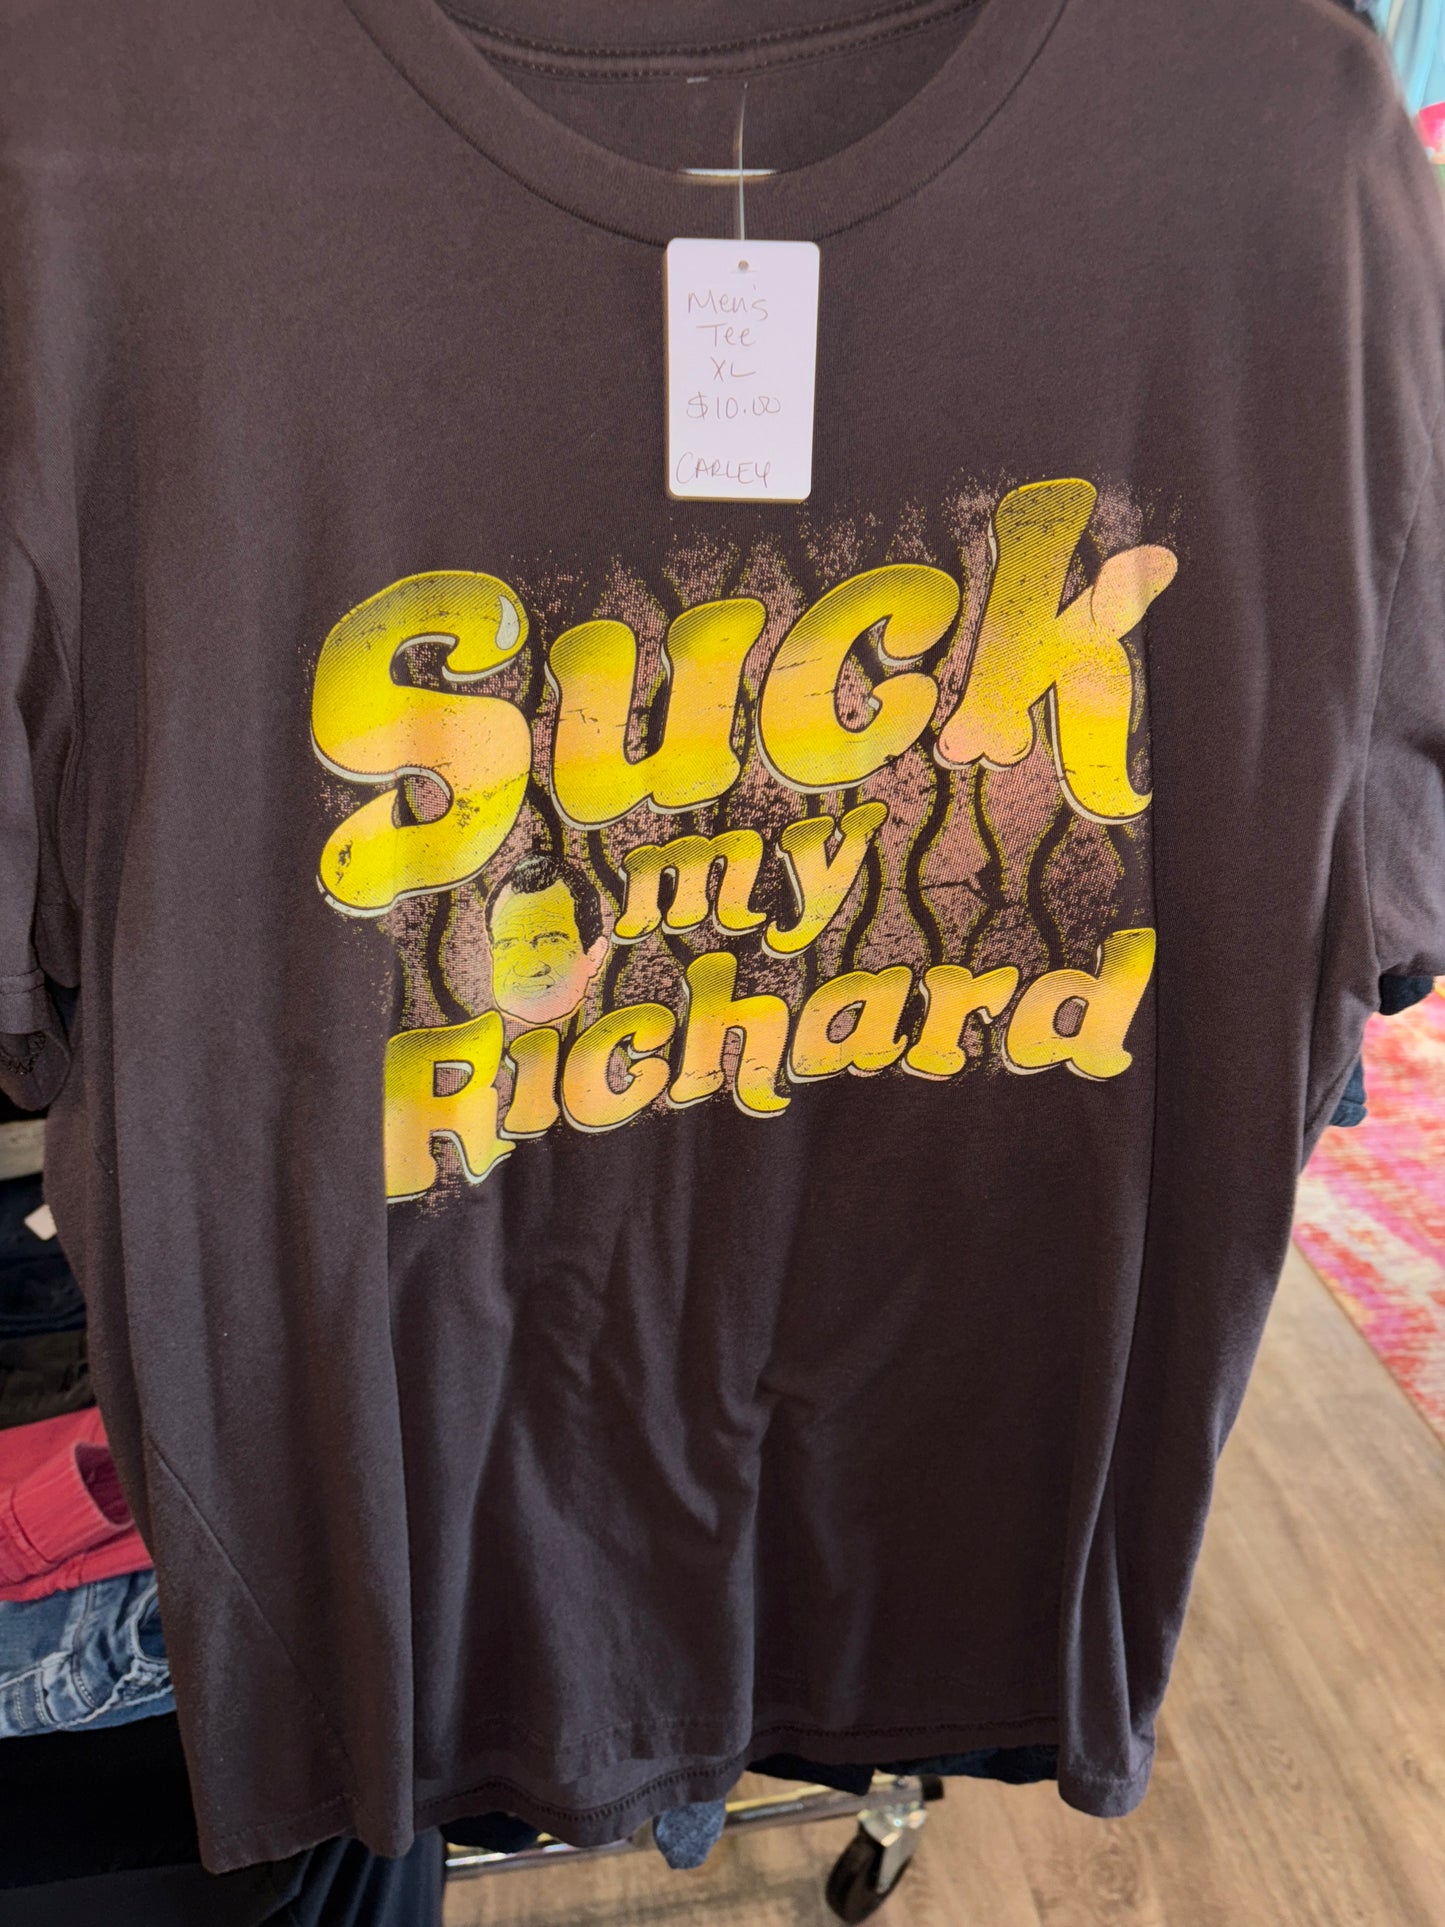 Men's
Tee
XL
$10.00
CARLEY
Suck
my
Richard